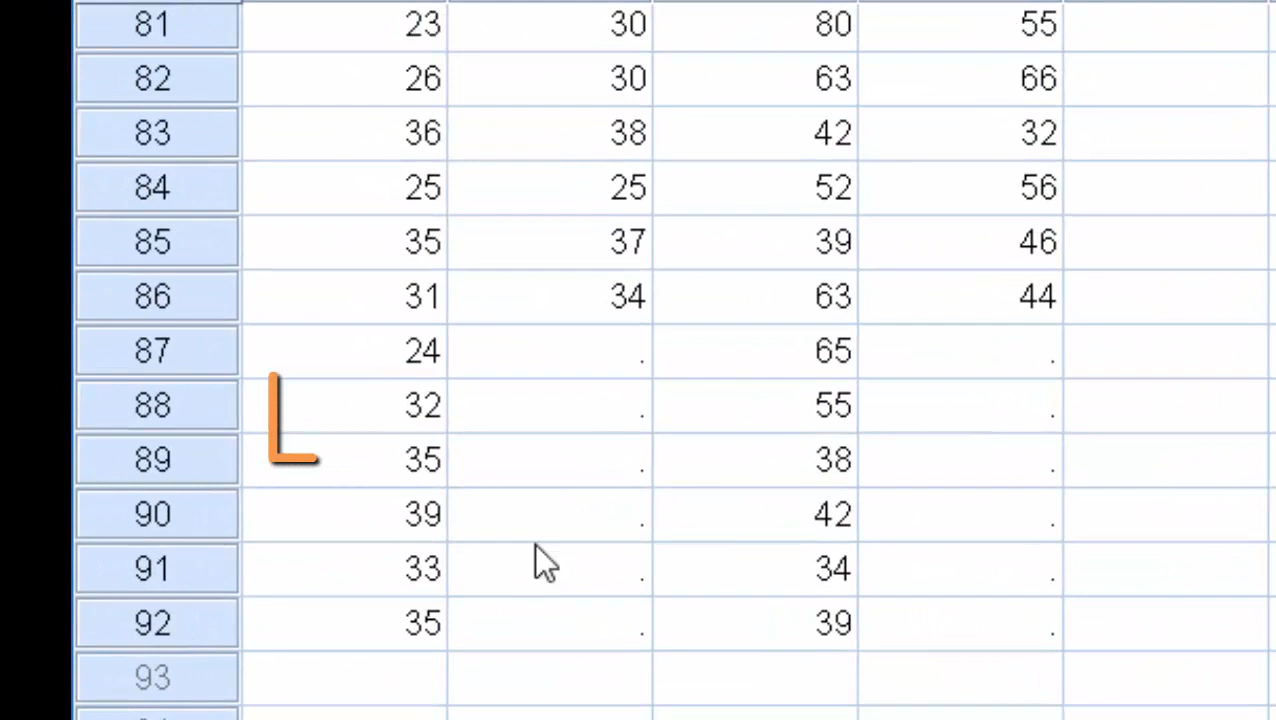 81 23 30 80 55
82 26 30 63 66
83 36 38 42 32
84 25 25 52 56
85 35 37 39 46
86 31 34 63 44
87 24 . 65 .
88 32 . 55 .
89 35 . 38 .
90 39 . 42 .
91 33 . 34 .
92 35 . 39 .
93